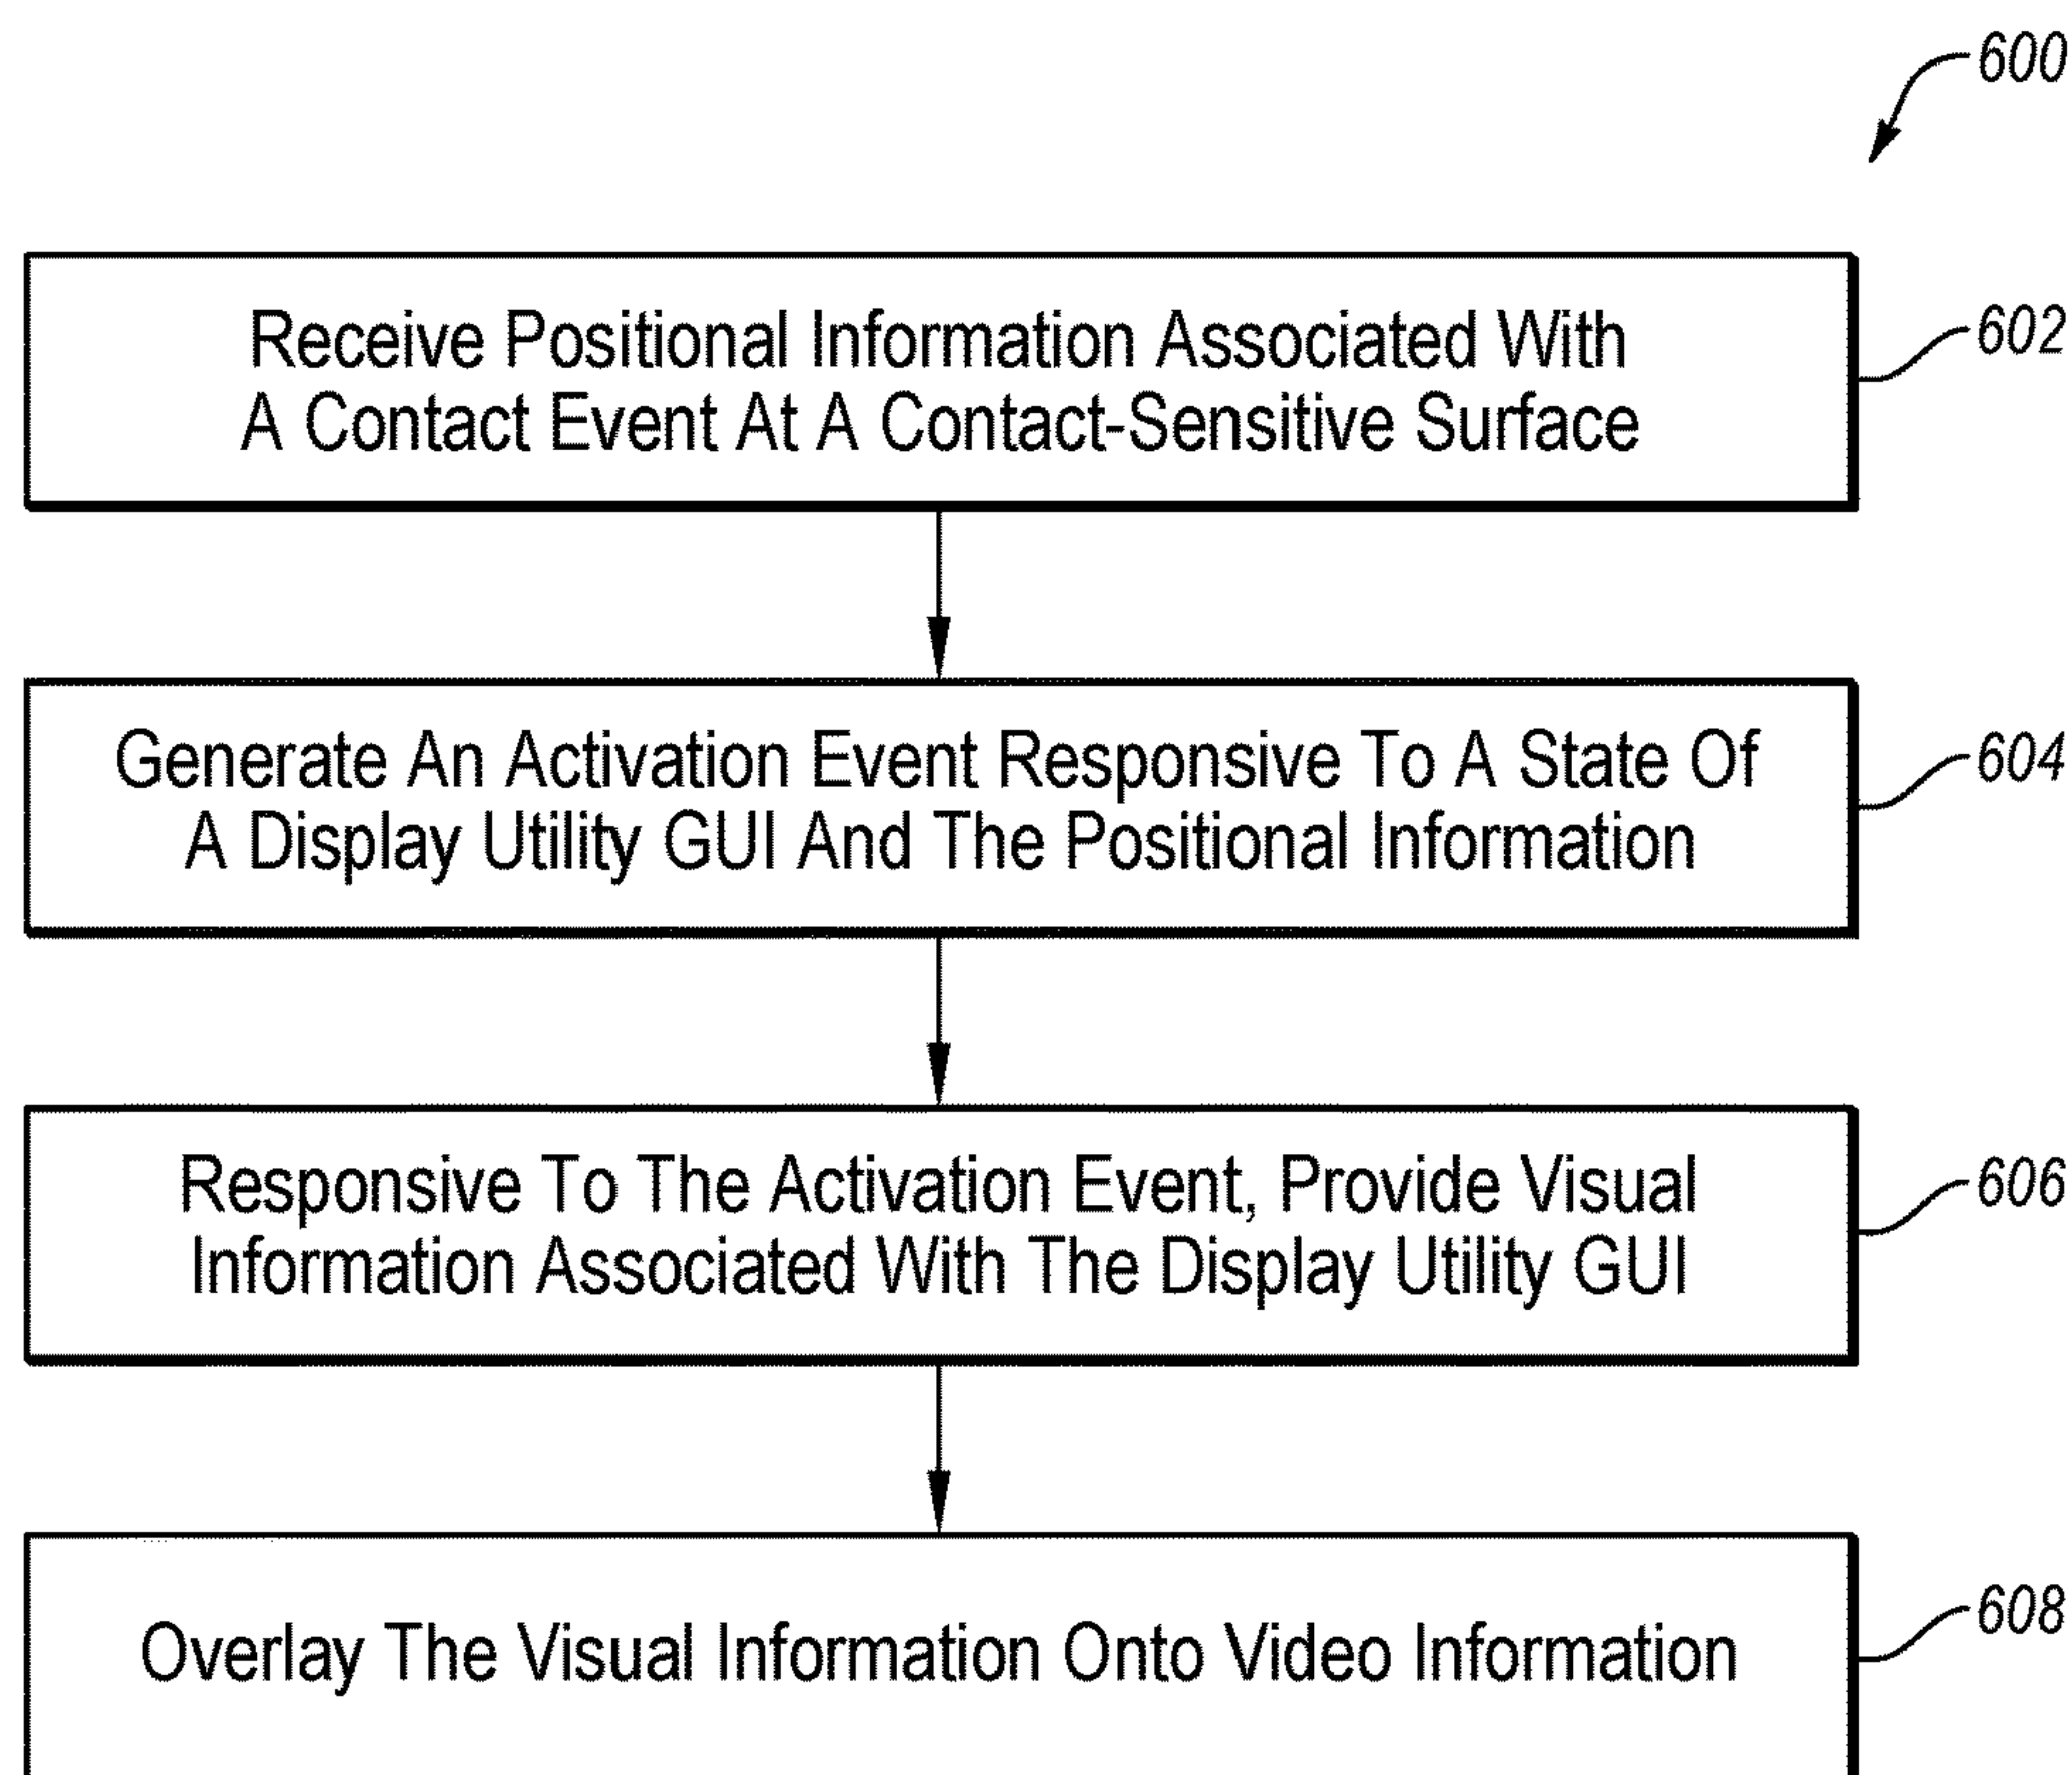 600
Receive Positional Information Associated With
A Contact Event At A Contact-Sensitive Surface
602
Generate An Activation Event Responsive To A State Of
A Display Utility GUI And The Positional Information
604
Responsive To The Activation Event, Provide Visual
Information Associated With The Display Utility GUI
606
Overlay The Visual Information Onto Video Information
608